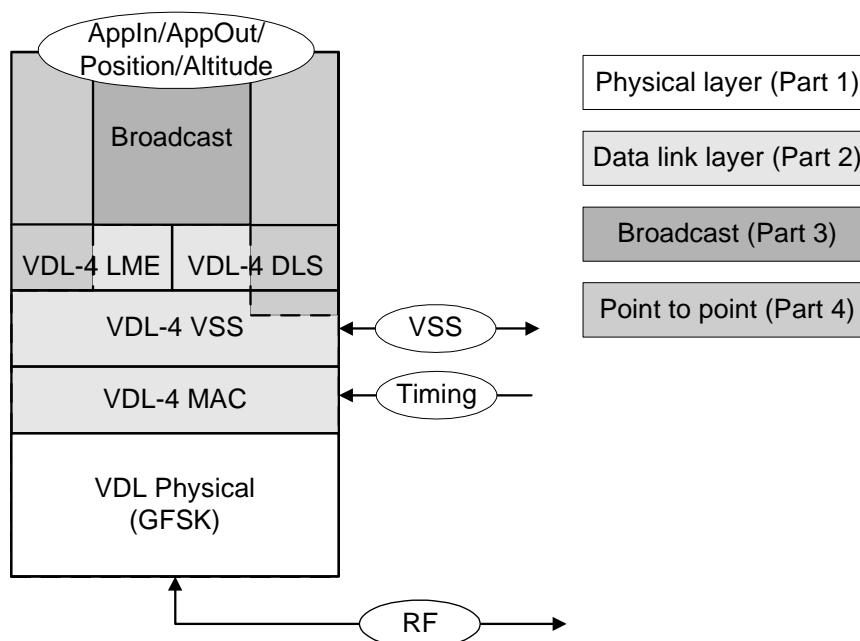 AppIn/AppOut/
Position/Altitude
Broadcast
VDL-4 LME
VDL-4 DLS
VDL-4 VSS
VSS
VDL-4 MAC
Timing
VDL Physical
(GFSK)
RF
Physical layer (Part 1)
Data link layer (Part 2)
Broadcast (Part 3)
Point to point (Part 4)